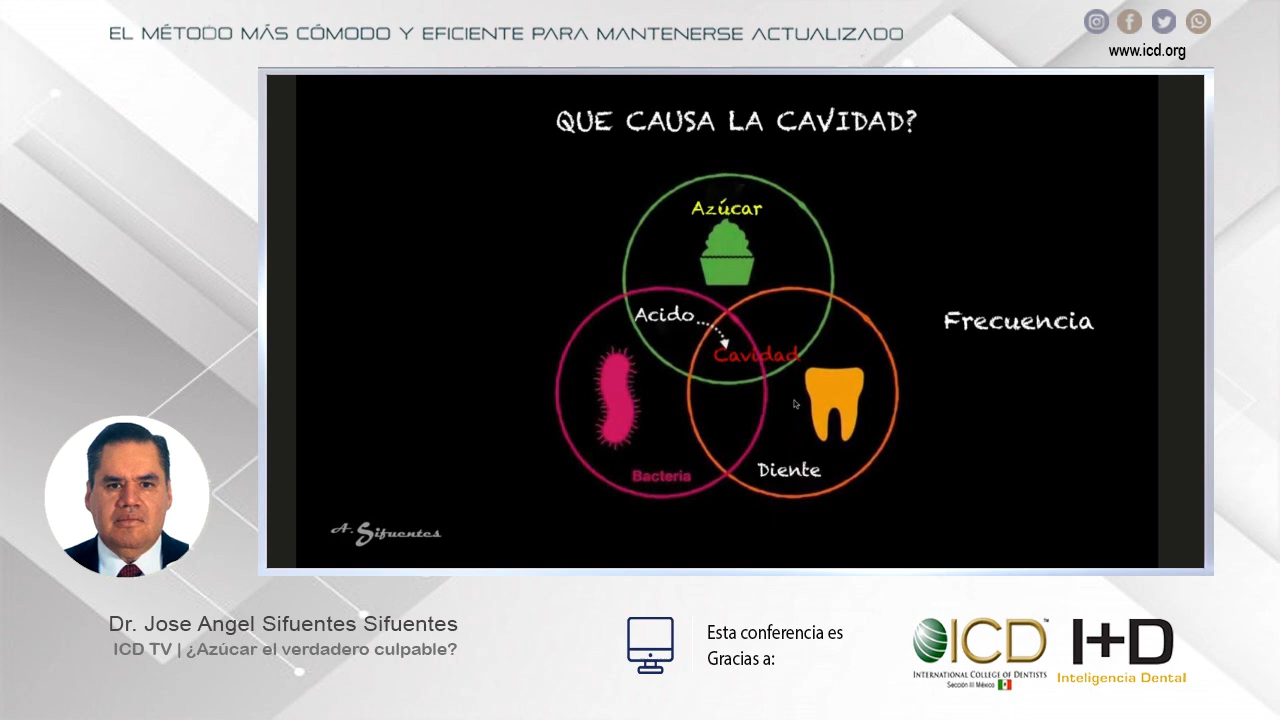 EL MÉTODO MÁS CÓMODO Y EFICIENTE PARA MANTENERSE ACTUALIZADO
www.icd.org
QUE CAUSA LA CAVIDAD?
Azúcar
Acido
Frecuencia
Cavidad
Diente
Bacteria
A. Sifuentes
Dr. Jose Angel Sifuentes Sifuentes
ICD TV | ¿Azúcar el verdadero culpable?
Esta conferencia es
Gracias a:
ICD™
INTERNATIONAL COLLEGE OF DENTISTS
Sección III México
I+D
Inteligencia Dental